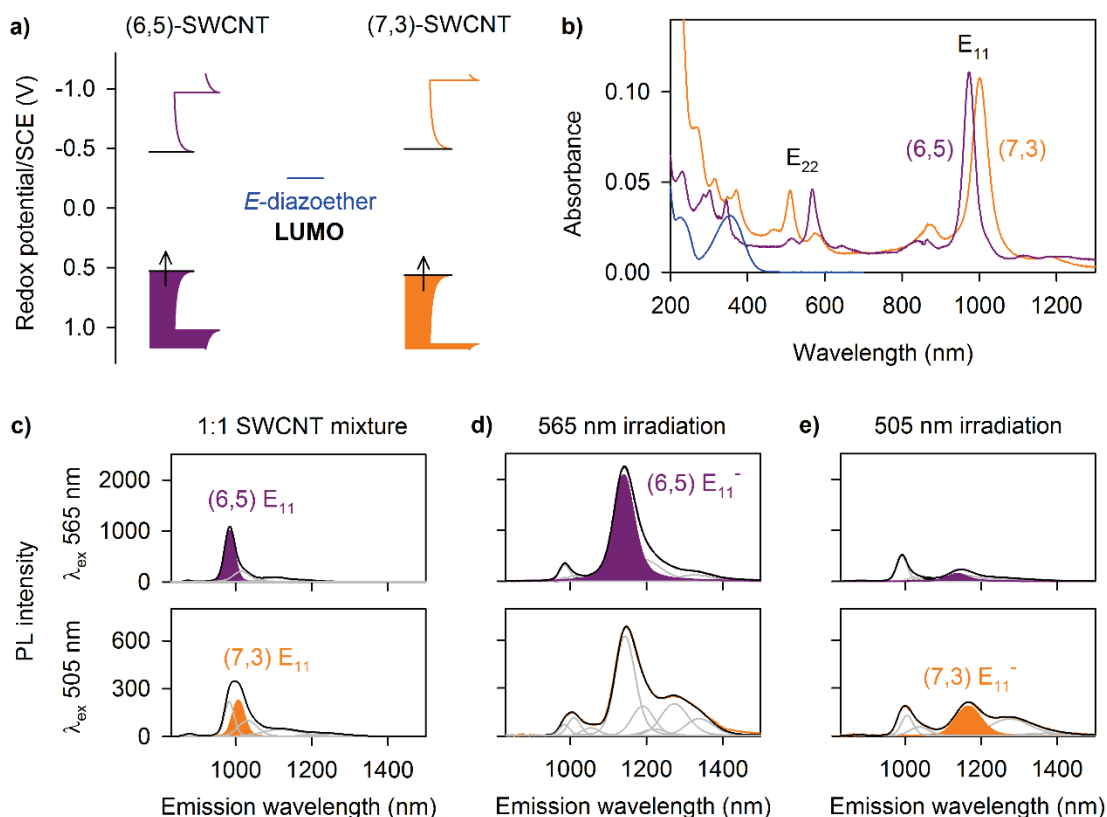 a)
(6,5)-SWCNT
(7,3)-SWCNT
Redox potential/SCE (V)
-1.0
-0.5
0.0
0.5
1.0
E-diazoether
LUMO
b)
Absorbance
0.10
0.05
0.00
E₁₁
E₂₂
(6,5)
(7,3)
200 400 600 800 1000 1200
Wavelength (nm)
c)
1:1 SWCNT mixture
d)
565 nm irradiation
e)
505 nm irradiation
PL intensity
λex 565 nm
2000
1000
0
(6,5) E₁₁
(6,5) E₁₁⁻
λex 505 nm
600
300
0
(7,3) E₁₁
(7,3) E₁₁⁻
1000 1200 1400
1000 1200 1400
1000 1200 1400
Emission wavelength (nm)
Emission wavelength (nm)
Emission wavelength (nm)